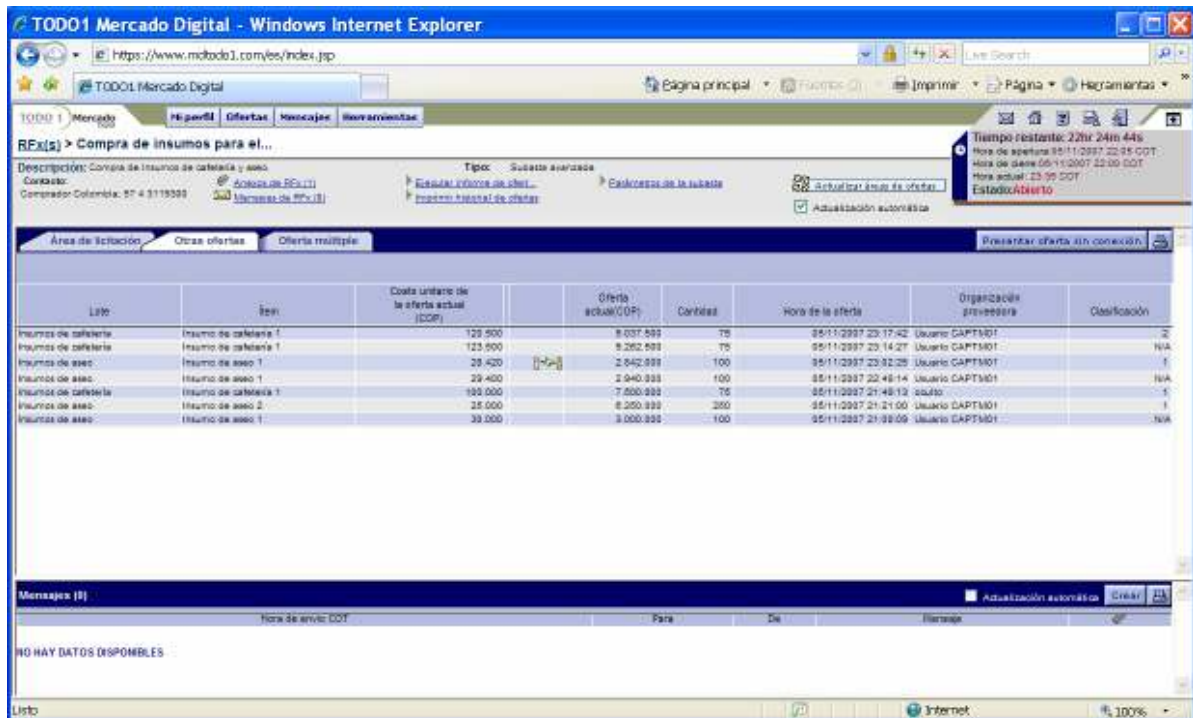 TODO1 Mercado Digital - Windows Internet Explorer
https://www.mdtodo1.com/es/index.jsp
Live Search
TODO1 Mercado Digital
Página principal
Imprimir
Página
Herramientas
TODO 1 Mercado
Mi perfil Ofertas Mensajes Herramientas
RFx(s) > Compra de insumos para el...
Tiempo restante: 22hr 24m 44s
Hora de apertura 05/11/2007 22:05 COT
Hora de cierre 06/11/2007 22:00 COT
Hora actual: 23:35 COT
Estado: Abierto
Descripción: Compra de insumos de cafetería y aseo
Tipo: Subasta avanzada
Contacto:
Comprador Colombia: 57 4 3119393
Anexos de RFx (1)
Mensajes de RFx (0)
Ejecutar informe de ofert...
Imprimir historial de ofertas
Parámetros de la subasta
Actualizar áreas de ofertas
Actualización automática
Área de licitación Otras ofertas Oferta múltiple
Presentar oferta sin conexión
Lote Ítem Costo unitario de la oferta actual (COP) Oferta actual(COP) Cantidad Hora de la oferta Organización proveedora Clasificación
Insumos de cafetería Insumo de cafetería 1 120.500 9.037.500 75 05/11/2007 23:17:42 Usuario CAPTM01 2
Insumos de cafetería Insumo de cafetería 1 123.500 9.262.500 75 05/11/2007 23:14:27 Usuario CAPTM01 N/A
Insumos de aseo Insumo de aseo 1 28.420 2.842.000 100 05/11/2007 23:02:25 Usuario CAPTM01 1
Insumos de aseo Insumo de aseo 1 29.400 2.940.000 100 05/11/2007 22:48:14 Usuario CAPTM01 N/A
Insumos de cafetería Insumo de cafetería 1 100.000 7.500.000 75 05/11/2007 21:48:13 oculto 1
Insumos de aseo Insumo de aseo 2 25.000 6.250.000 250 05/11/2007 21:21:00 Usuario CAPTM01 1
Insumos de aseo Insumo de aseo 1 30.000 3.000.000 100 05/11/2007 21:09:09 Usuario CAPTM01 N/A
Mensajes (0)
Actualización automática Crear
Hora de envío COT Para De Mensaje
NO HAY DATOS DISPONIBLES
Listo
Internet
100%